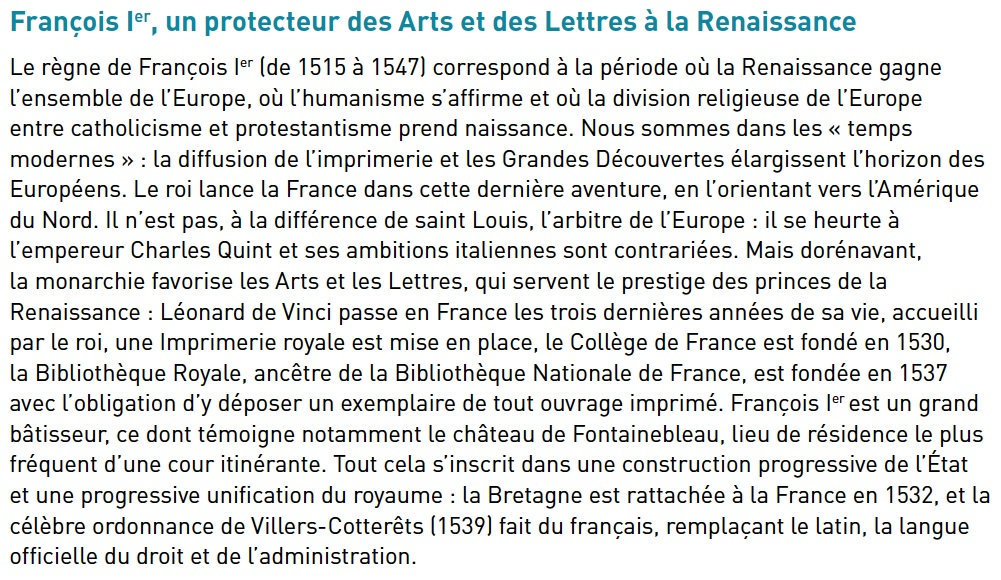 François Ier, un protecteur des Arts et des Lettres à la Renaissance
Le règne de François Ier (de 1515 à 1547) correspond à la période où la Renaissance gagne
l’ensemble de l’Europe, où l’humanisme s’affirme et où la division religieuse de l’Europe
entre catholicisme et protestantisme prend naissance. Nous sommes dans les « temps
modernes » : la diffusion de l’imprimerie et les Grandes Découvertes élargissent l’horizon des
Européens. Le roi lance la France dans cette dernière aventure, en l’orientant vers l’Amérique
du Nord. Il n’est pas, à la différence de saint Louis, l’arbitre de l’Europe : il se heurte à
l’empereur Charles Quint et ses ambitions italiennes sont contrariées. Mais dorénavant,
la monarchie favorise les Arts et les Lettres, qui servent le prestige des princes de la
Renaissance : Léonard de Vinci passe en France les trois dernières années de sa vie, accueilli
par le roi, une Imprimerie royale est mise en place, le Collège de France est fondé en 1530,
la Bibliothèque Royale, ancêtre de la Bibliothèque Nationale de France, est fondée en 1537
avec l’obligation d’y déposer un exemplaire de tout ouvrage imprimé. François Ier est un grand
bâtisseur, ce dont témoigne notamment le château de Fontainebleau, lieu de résidence le plus
fréquent d’une cour itinérante. Tout cela s’inscrit dans une construction progressive de l’État
et une progressive unification du royaume : la Bretagne est rattachée à la France en 1532, et la
célèbre ordonnance de Villers-Cotterêts (1539) fait du français, remplaçant le latin, la langue
officielle du droit et de l’administration.